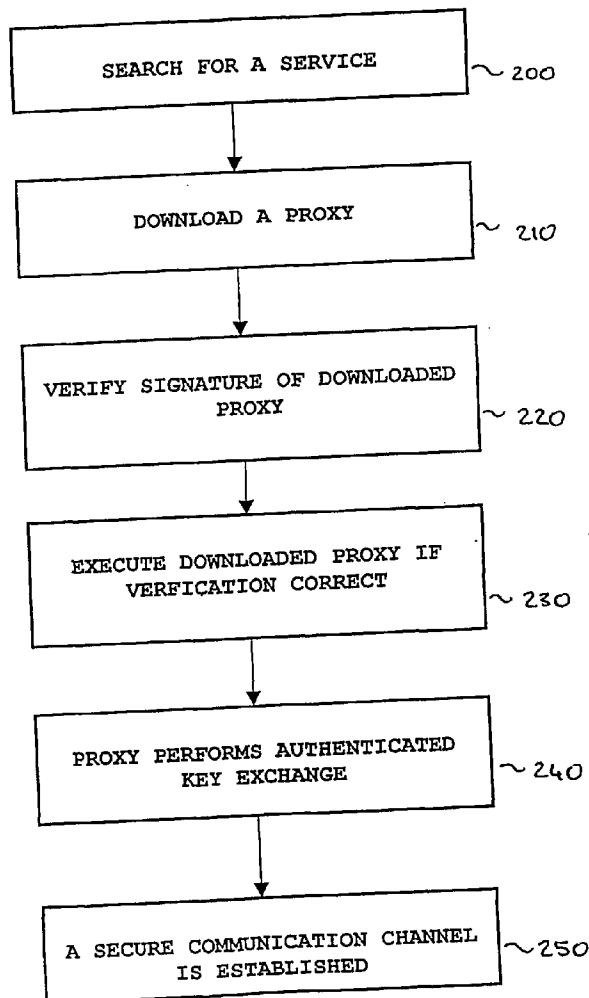 SEARCH FOR A SERVICE
~ 200
DOWNLOAD A PROXY
~ 210
VERIFY SIGNATURE OF DOWNLOADED
PROXY
~ 220
EXECUTE DOWNLOADED PROXY IF
VERFICATION CORRECT
~ 230
PROXY PERFORMS AUTHENTICATED
KEY EXCHANGE
~ 240
A SECURE COMMUNICATION CHANNEL
IS ESTABLISHED
~ 250